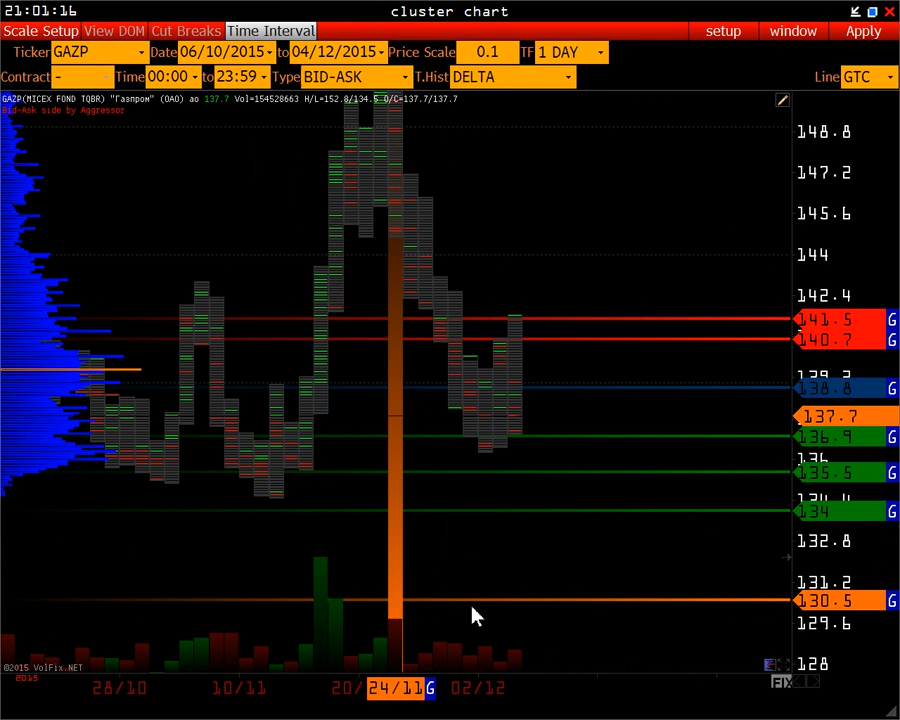 21:01:16 cluster chart
Scale Setup View DOM Cut Breaks Time Interval setup window Apply
Ticker GAZP Date 06/10/2015 to 04/12/2015 Price Scale 0.1 TF 1 DAY
Contract - Time 00:00 to 23:59 Type BID-ASK T.Hist DELTA Line GTC
GAZP(MICEX FOND TQBR) "Газпром" (ОАО) ао 137.7 Vol=154528663 H/L=152.8/134.5 O/C=137.7/137.7
Bid-Ask side by Aggressor
148.8
147.2
145.6
144
142.4
141.5 G
140.7 G
139.2
138.8 G
137.7
136.9 G
136
135.5 G
134.4
134 G
132.8
131.2
130.5 G
129.6
128
©2015 VolFix.NET
2015 28/10 10/11 20/ 24/11 G 02/12
FIX